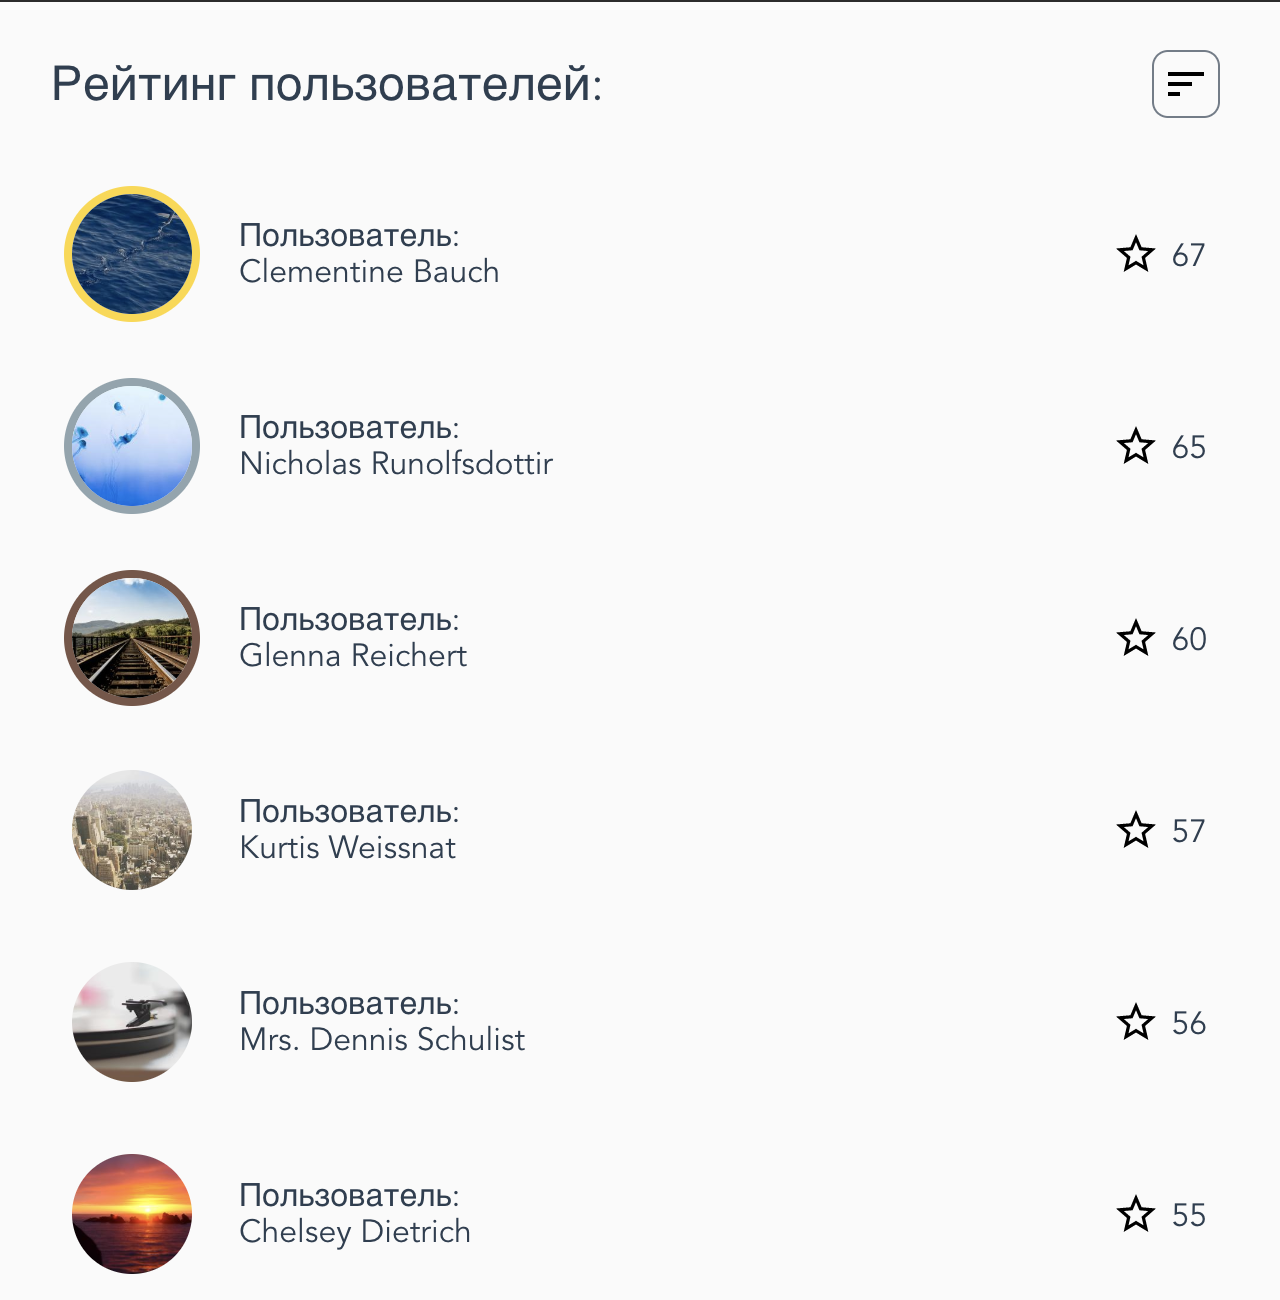 Рейтинг пользователей:
Пользователь:
Clementine Bauch
67
Пользователь:
Nicholas Runolfsdottir
65
Пользователь:
Glenna Reichert
60
Пользователь:
Kurtis Weissnat
57
Пользователь:
Mrs. Dennis Schulist
56
Пользователь:
Chelsey Dietrich
55